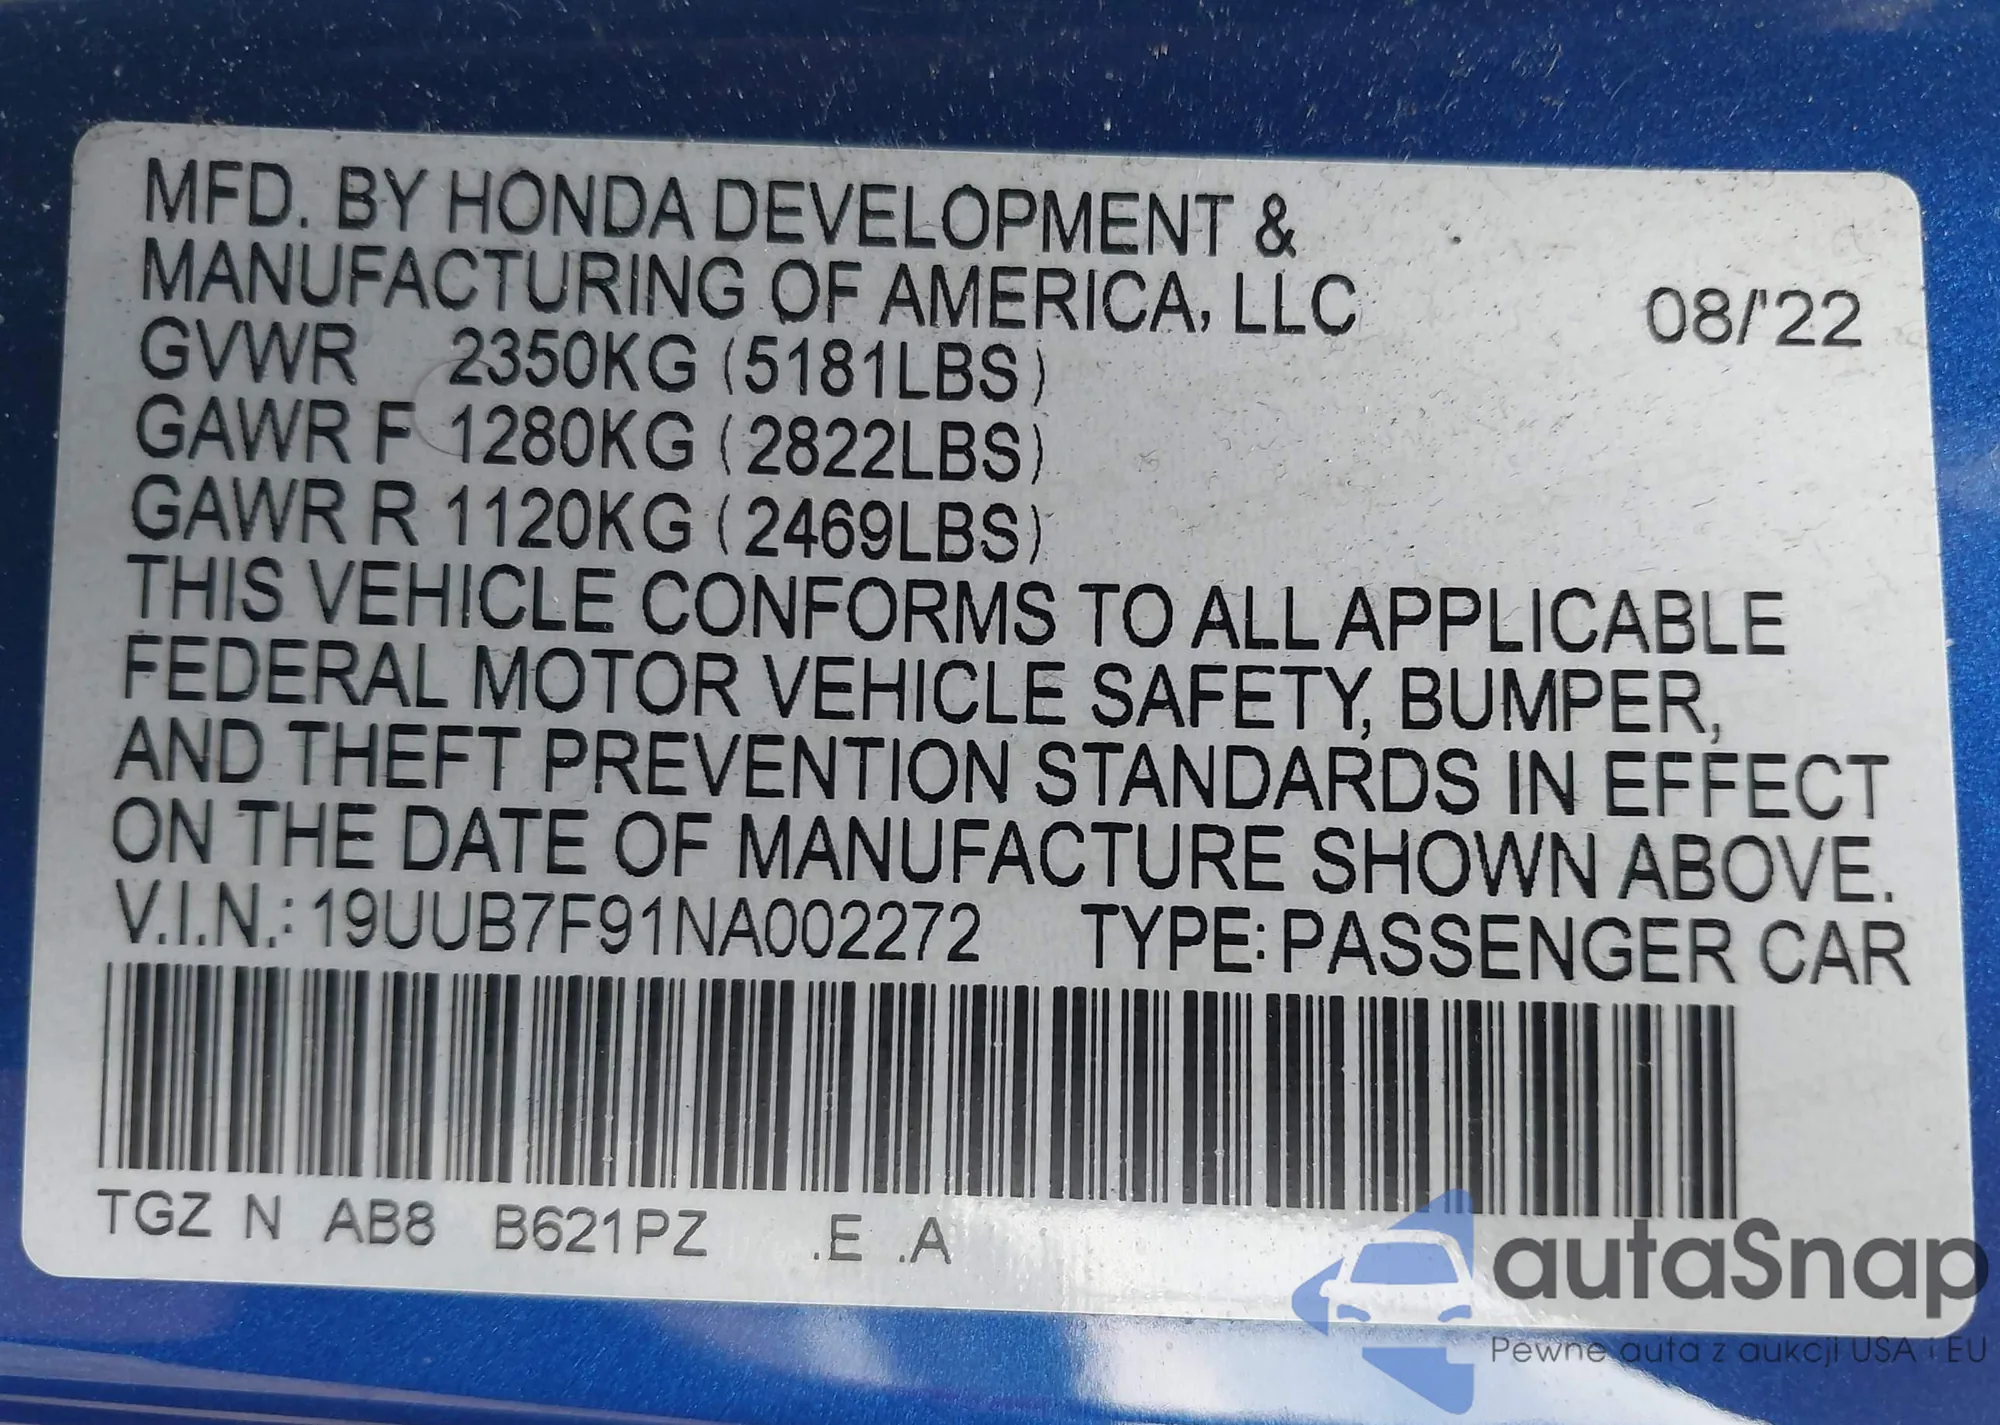 MFD. BY HONDA DEVELOPMENT &
MANUFACTURING OF AMERICA, LLC 08/'22
GVWR 2350KG (5181LBS)
GAWR F 1280KG (2822LBS)
GAWR R 1120KG (2469LBS)
THIS VEHICLE CONFORMS TO ALL APPLICABLE
FEDERAL MOTOR VEHICLE SAFETY, BUMPER,
AND THEFT PREVENTION STANDARDS IN EFFECT
ON THE DATE OF MANUFACTURE SHOWN ABOVE.
V.I.N.: 19UUB7F91NA002272 TYPE: PASSENGER CAR
TGZ N AB8 B621PZ .E .A
autaSnap
Pewne auta z aukcji USA i EU